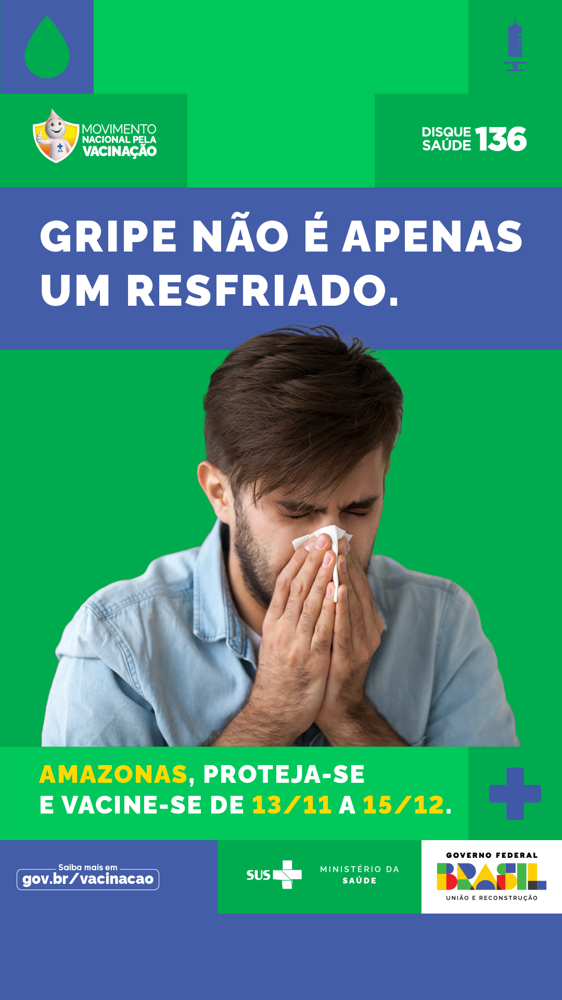 MOVIMENTO
NACIONAL PELA
VACINAÇÃO
SUS
DISQUE
SAÚDE 136
GRIPE NÃO É APENAS
UM RESFRIADO.
AMAZONAS, PROTEJA-SE
E VACINE-SE DE 13/11 A 15/12.
Saiba mais em
gov.br/vacinacao
SUS
MINISTÉRIO DA
SAÚDE
GOVERNO FEDERAL
BRASIL
UNIÃO E RECONSTRUÇÃO